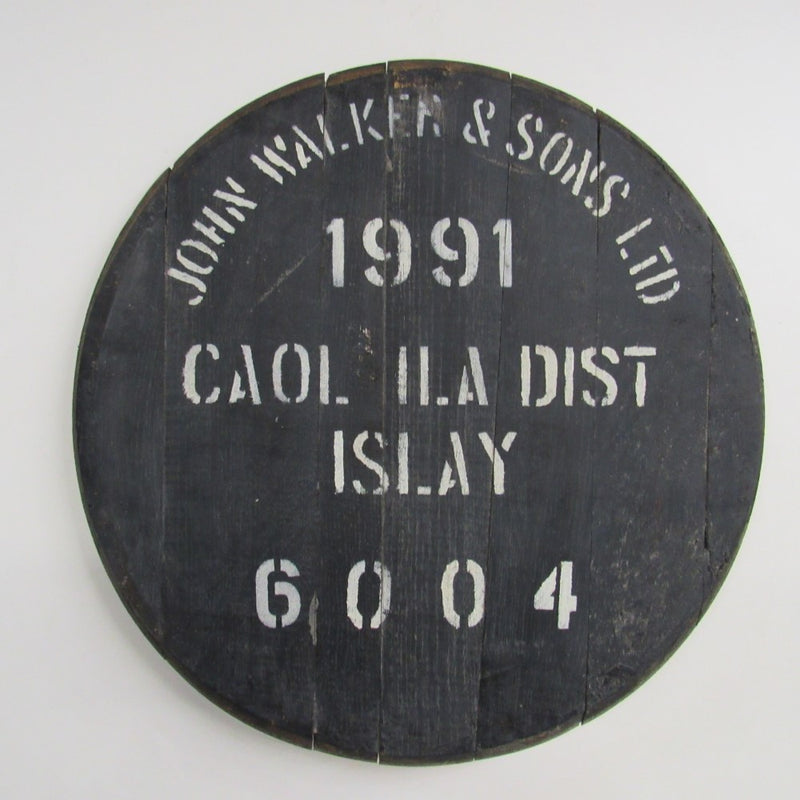 JOHN WALKER & SONS LTD
1991
CAOL ILA DIST
ISLAY
6004